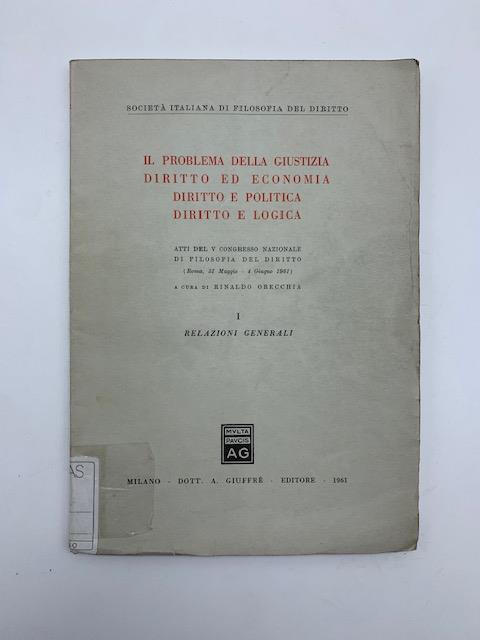 SOCIETÀ ITALIANA DI FILOSOFIA DEL DIRITTO
IL PROBLEMA DELLA GIUSTIZIA
DIRITTO ED ECONOMIA
DIRITTO E POLITICA
DIRITTO E LOGICA
ATTI DEL V CONGRESSO NAZIONALE
DI FILOSOFIA DEL DIRITTO
(Roma, 31 Maggio - 4 Giugno 1961)
A CURA DI RINALDO ORECCHIA
I
RELAZIONI GENERALI
MVLTA
PAVCIS
AG
MILANO - DOTT. A. GIUFFRÈ - EDITORE - 1961
AS